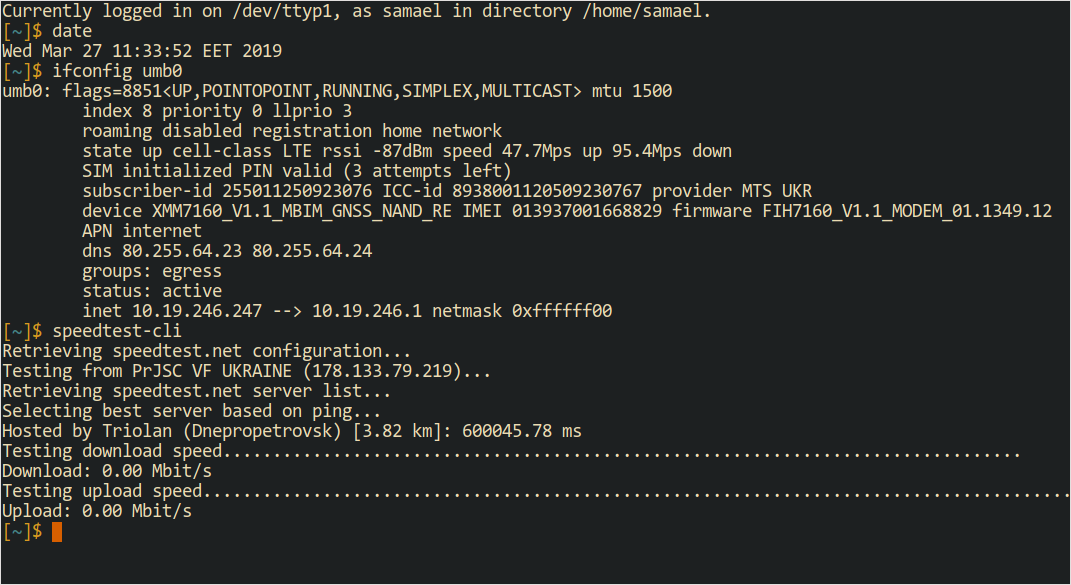 Currently logged in on /dev/ttyp1, as samael in directory /home/samael.
[~]$ date
Wed Mar 27 11:33:52 EET 2019
[~]$ ifconfig umb0
umb0: flags=8851<UP,POINTOPOINT,RUNNING,SIMPLEX,MULTICAST> mtu 1500
        index 8 priority 0 llprio 3
        roaming disabled registration home network
        state up cell-class LTE rssi -87dBm speed 47.7Mps up 95.4Mps down
        SIM initialized PIN valid (3 attempts left)
        subscriber-id 255011250923076 ICC-id 8938001120509230767 provider MTS UKR
        device XMM7160_V1.1_MBIM_GNSS_NAND_RE IMEI 013937001668829 firmware FIH7160_V1.1_MODEM_01.1349.12
        APN internet
        dns 80.255.64.23 80.255.64.24
        groups: egress
        status: active
        inet 10.19.246.247 --> 10.19.246.1 netmask 0xffffff00
[~]$ speedtest-cli
Retrieving speedtest.net configuration...
Testing from PrJSC VF UKRAINE (178.133.79.219)...
Retrieving speedtest.net server list...
Selecting best server based on ping...
Hosted by Triolan (Dnepropetrovsk) [3.82 km]: 600045.78 ms
Testing download speed................................................................................
Download: 0.00 Mbit/s
Testing upload speed.......................................................................................
Upload: 0.00 Mbit/s
[~]$